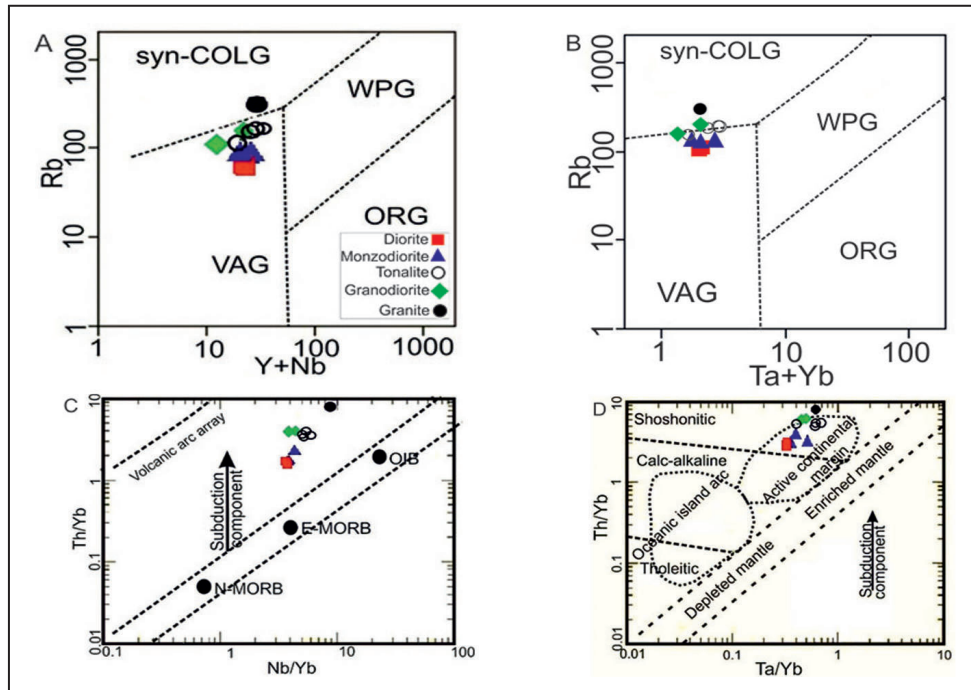 A
syn-COLG
WPG
ORG
VAG
Diorite
Monzodiorite
Tonalite
Granodiorite
Granite
Rb
1000
100
10
1
1
10
100
1000
Y+Nb
B
syn-COLG
WPG
ORG
VAG
Rb
1000
100
10
1
1
10
100
Ta+Yb
C
Volcanic arc array
Subduction
component
OIB
E-MORB
N-MORB
Th/Yb
10
1
0.1
0.01
0.1
1
10
100
Nb/Yb
D
Shoshonitic
Calc-alkaline
Tholeitic
Oceanic island arc
Active continental
margin
Enriched mantle
Depleted mantle
Subduction
component
Th/Yb
10
1
0.1
0.01
0.01
0.1
1
10
Ta/Yb